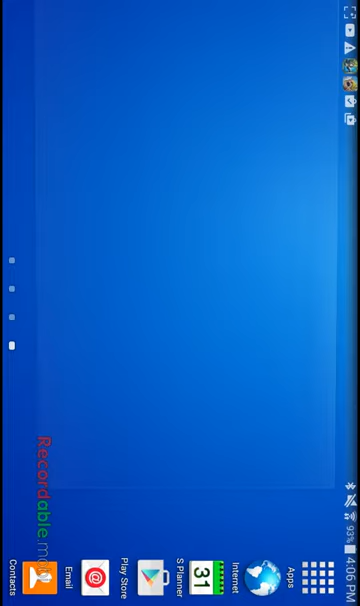 93% 4:06 PM
Recordable.m
Contacts
Email
Play Store
31
S Planner
Internet
Apps